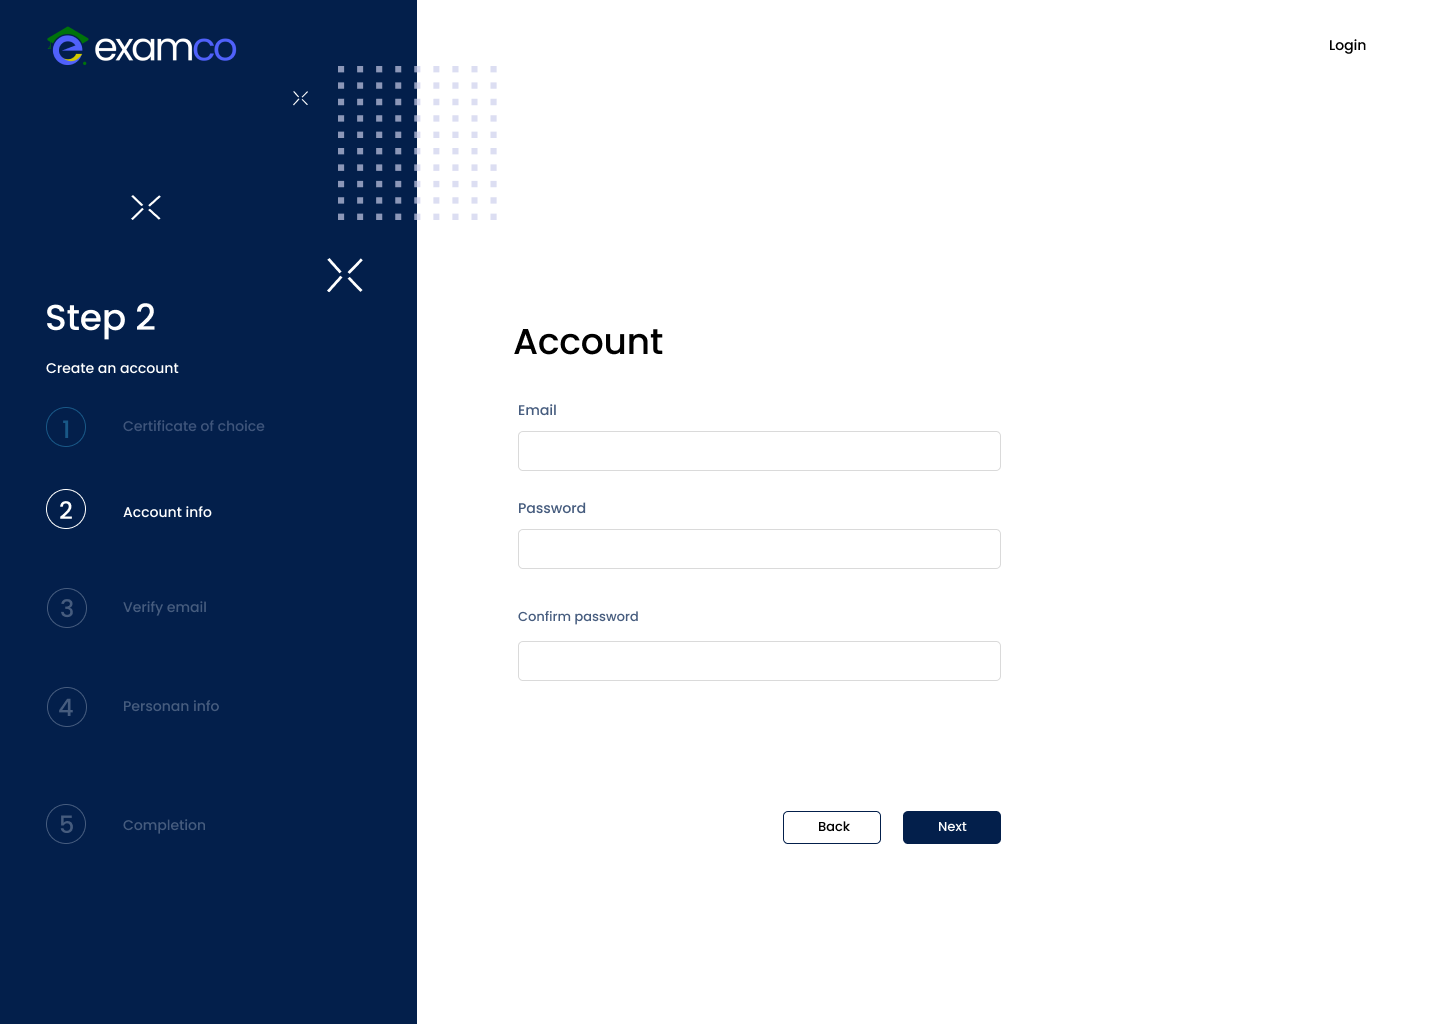 examco
Login
Step 2
Create an account
1 Certificate of choice
2 Account info
3 Verify email
4 Personan info
5 Completion
Account
Email
Password
Confirm password
Back Next